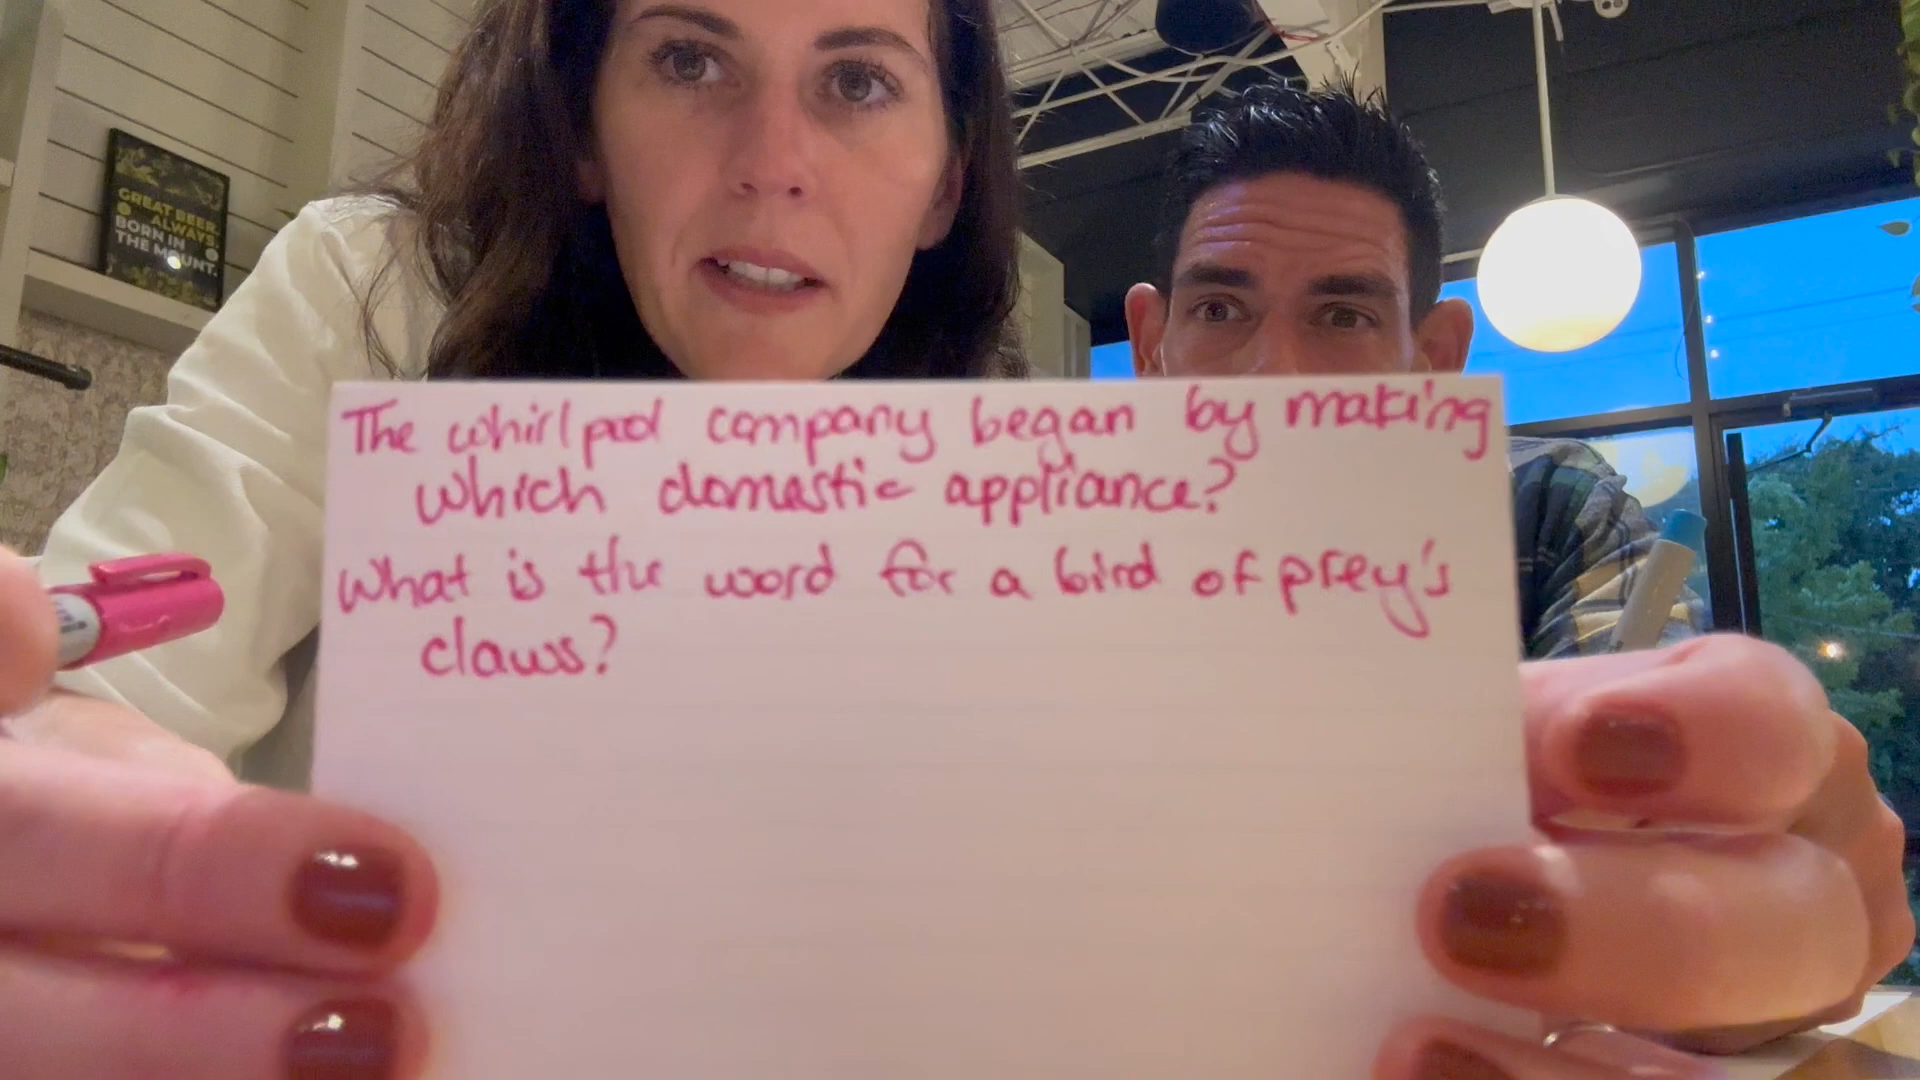 GREAT BEER.
ALWAYS.
BORN IN
THE MOUNT.
The whirlpool company began by making
which domestic appliance?
What is the word for a bird of prey's
claws?